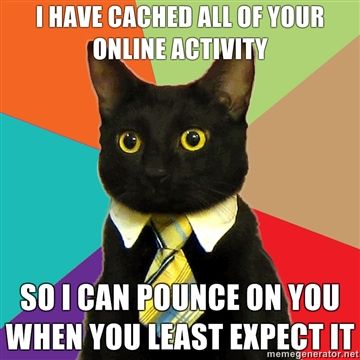 I HAVE CACHED ALL OF YOUR
ONLINE ACTIVITY
SO I CAN POUNCE ON YOU
WHEN YOU LEAST EXPECT IT
memegenerator.net